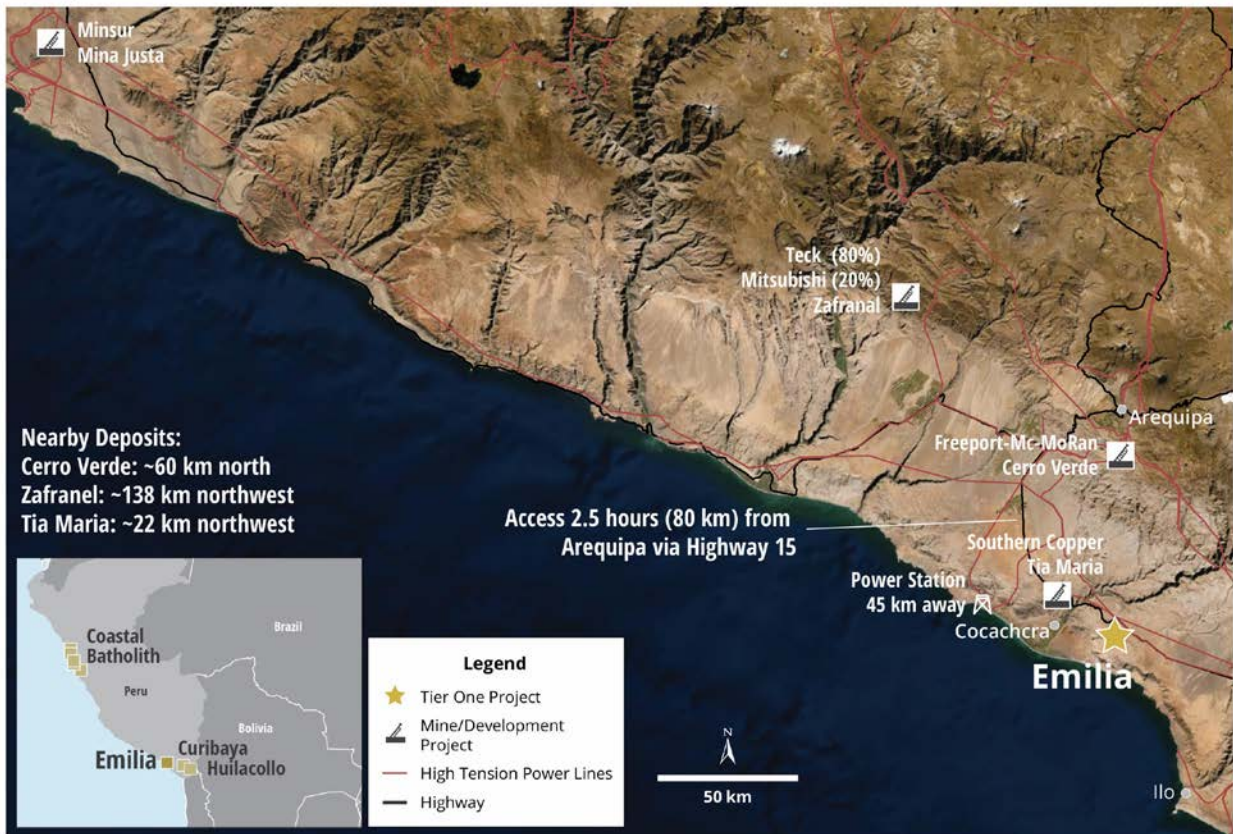 Minsur
Mina Justa
Teck (80%)
Mitsubishi (20%)
Zafranal
Arequipa
Freeport-Mc-MoRan
Cerro Verde
Nearby Deposits:
Cerro Verde: ~60 km north
Zafranel: ~138 km northwest
Tia Maria: ~22 km northwest
Access 2.5 hours (80 km) from
Arequipa via Highway 15
Southern Copper
Tia Maria
Power Station
45 km away
Cocachcra
Emilia
Ilo
Coastal
Batholith
Brazil
Peru
Bolivia
Emilia
Curibaya
Huilacollo
Legend
Tier One Project
Mine/Development
Project
High Tension Power Lines
Highway
N
50 km